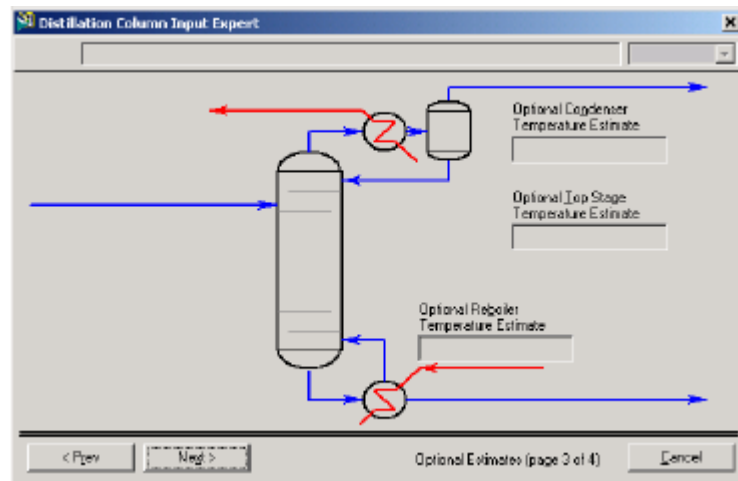 Distillation Column Input Expert
Optional Condenser
Temperature Estimate
Optional Top Stage
Temperature Estimate
Optional Reboiler
Temperature Estimate
< Prev
Next >
Optional Estimates (page 3 of 4)
Cancel